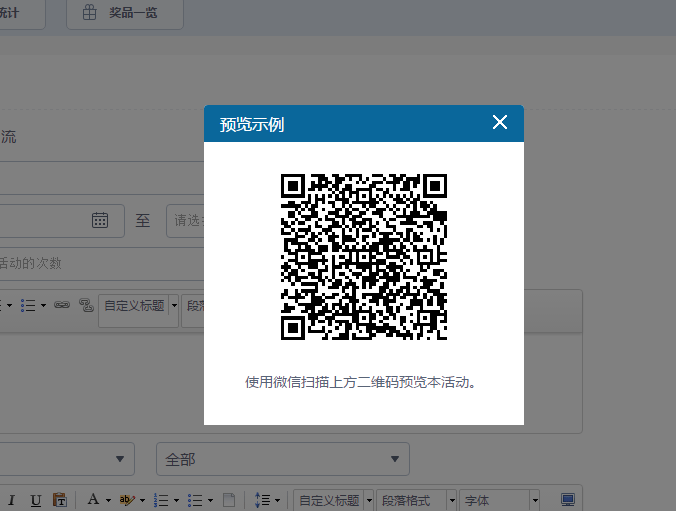 统计
奖品一览
预览示例
流
至
请选
活动的次数
自定义标题
段落
使用微信扫描上方二维码预览本活动。
全部
I U A ab 自定义标题 段落格式 字体